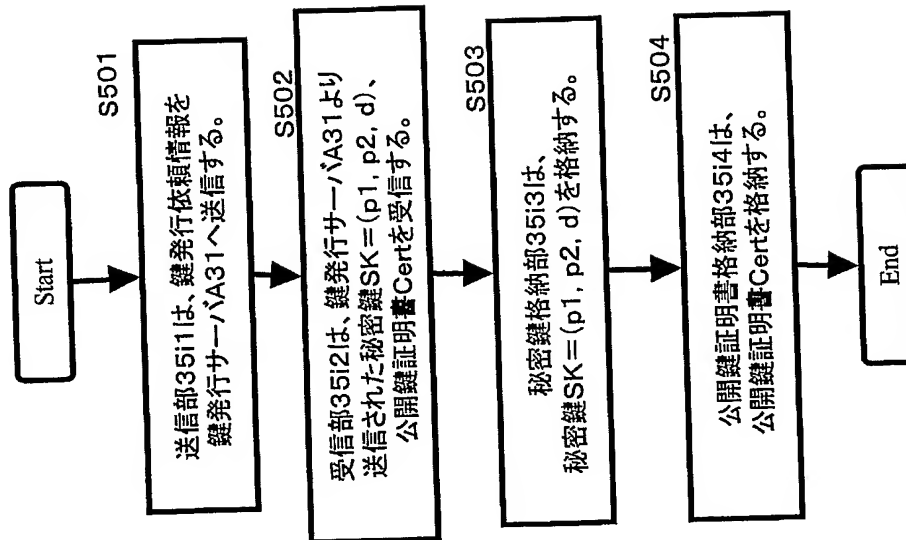 Start
S501
送信部35i1は、鍵発行依頼情報を
鍵発行サーバA31へ送信する。
S502
受信部35i2は、鍵発行サーバA31より
送信された秘密鍵SK=(p1, p2, d)、
公開鍵証明書Certを受信する。
S503
秘密鍵格納部35i3は、
秘密鍵SK=(p1, p2, d)を格納する。
S504
公開鍵証明書格納部35i4は、
公開鍵証明書Certを格納する。
End